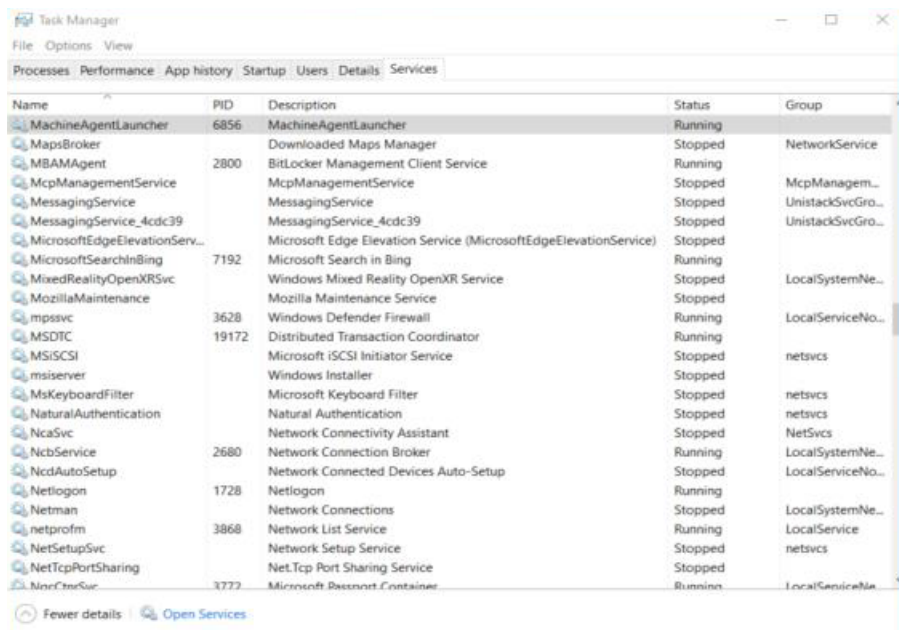 Task Manager
File Options View
Processes Performance App history Startup Users Details Services
Name PID Description Status Group
MachineAgentLauncher 6856 MachineAgentLauncher Running
MapsBroker Downloaded Maps Manager Stopped NetworkService
MBAMAgent 2800 BitLocker Management Client Service Running
McpManagementService McpManagementService Stopped McpManagem...
MessagingService MessagingService Stopped UnistackSvcGro...
MessagingService_4cdc39 MessagingService_4cdc39 Stopped UnistackSvcGro...
MicrosoftEdgeElevationServ... Microsoft Edge Elevation Service (MicrosoftEdgeElevationService) Stopped
MicrosoftSearchInBing 7192 Microsoft Search in Bing Running
MixedRealityOpenXRSvc Windows Mixed Reality OpenXR Service Stopped LocalSystemNe...
MozillaMaintenance Mozilla Maintenance Service Stopped
mpssvc 3628 Windows Defender Firewall Running LocalServiceNo...
MSDTC 19172 Distributed Transaction Coordinator Running
MSiSCSI Microsoft iSCSI Initiator Service Stopped netsvcs
msiserver Windows Installer Stopped
MsKeyboardFilter Microsoft Keyboard Filter Stopped netsvcs
NaturalAuthentication Natural Authentication Stopped netsvcs
NcaSvc Network Connectivity Assistant Stopped NetSvcs
NcbService 2680 Network Connection Broker Running LocalSystemNe...
NcdAutoSetup Network Connected Devices Auto-Setup Stopped LocalServiceNo...
Netlogon 1728 Netlogon Running
Netman Network Connections Stopped LocalSystemNe...
netprofm 3868 Network List Service Running LocalService
NetSetupSvc Network Setup Service Stopped netsvcs
NetTcpPortSharing Net.Tcp Port Sharing Service Stopped
NgcCtnrSvc 3772 Microsoft Passport Container Running LocalServiceNe...
Fewer details Open Services